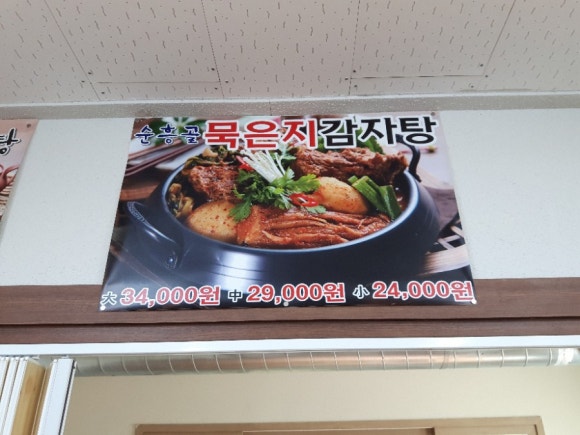 순흥골 묵은지감자탕
大 34,000원 中 29,000원 小 24,000원
탕